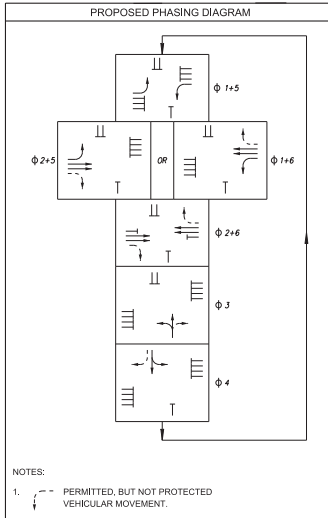 PROPOSED PHASING DIAGRAM
Φ 1+5
Φ 2+5
OR
Φ 1+6
Φ 2+6
Φ 3
Φ 4
NOTES:
1. PERMITTED, BUT NOT PROTECTED
VEHICULAR MOVEMENT.